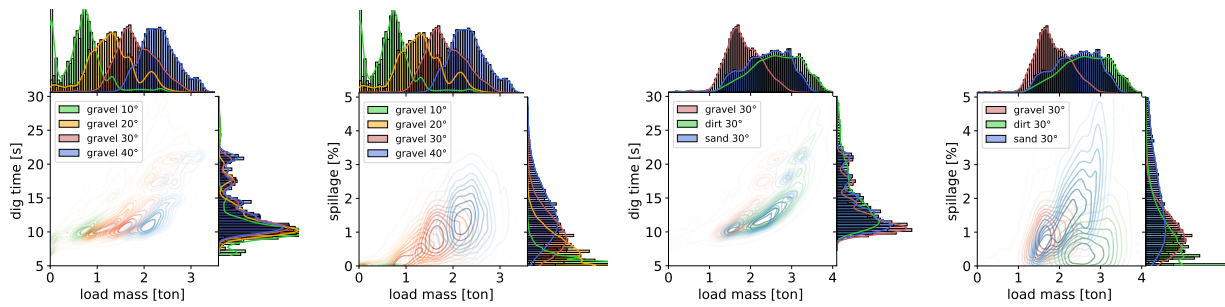 30
25
20
15
10
5
dig time [s]
gravel 10°
gravel 20°
gravel 30°
gravel 40°
0 1 2 3
load mass [ton]
5
4
3
2
1
0
spillage [%]
gravel 10°
gravel 20°
gravel 30°
gravel 40°
0 1 2 3
load mass [ton]
30
25
20
15
10
5
dig time [s]
gravel 30°
dirt 30°
sand 30°
0 1 2 3 4
load mass [ton]
5
4
3
2
1
0
spillage [%]
gravel 30°
dirt 30°
sand 30°
0 1 2 3 4
load mass [ton]